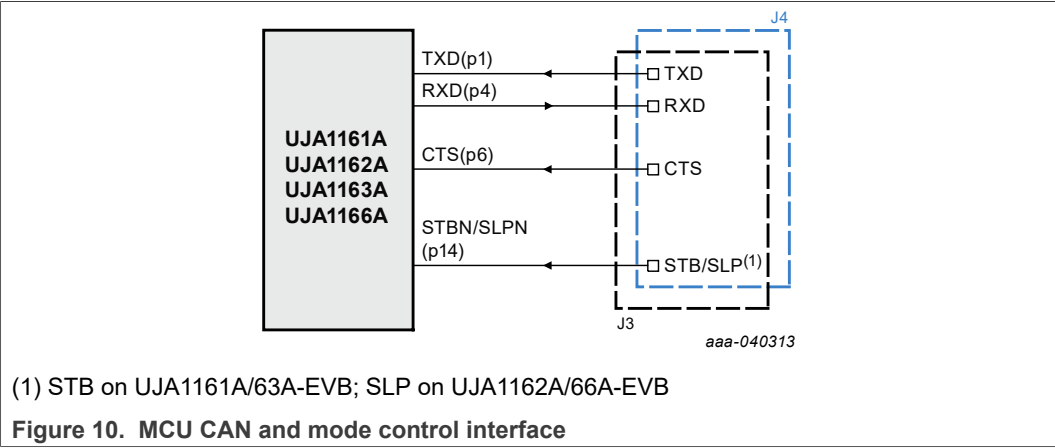 J4
TXD(p1)
TXD
RXD(p4)
RXD
UJA1161A
UJA1162A
UJA1163A
UJA1166A
CTS(p6)
CTS
STBN/SLPN
(p14)
STB/SLP(1)
J3
aaa-040313
(1) STB on UJA1161A/63A-EVB; SLP on UJA1162A/66A-EVB
Figure 10. MCU CAN and mode control interface